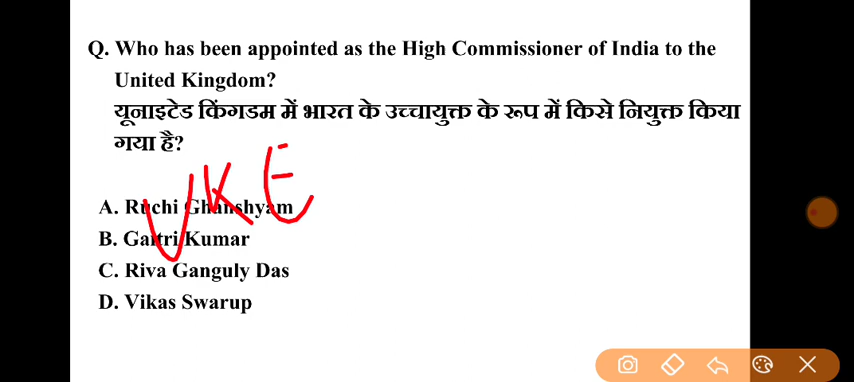 Q. Who has been appointed as the High Commissioner of India to the
United Kingdom?
यूनाइटेड किंगडम में भारत के उच्चायुक्त के रूप में किसे नियुक्त किया
गया है?
VKE
A. Ruchi Ghanshyam
B. Gaitri Kumar
C. Riva Ganguly Das
D. Vikas Swarup